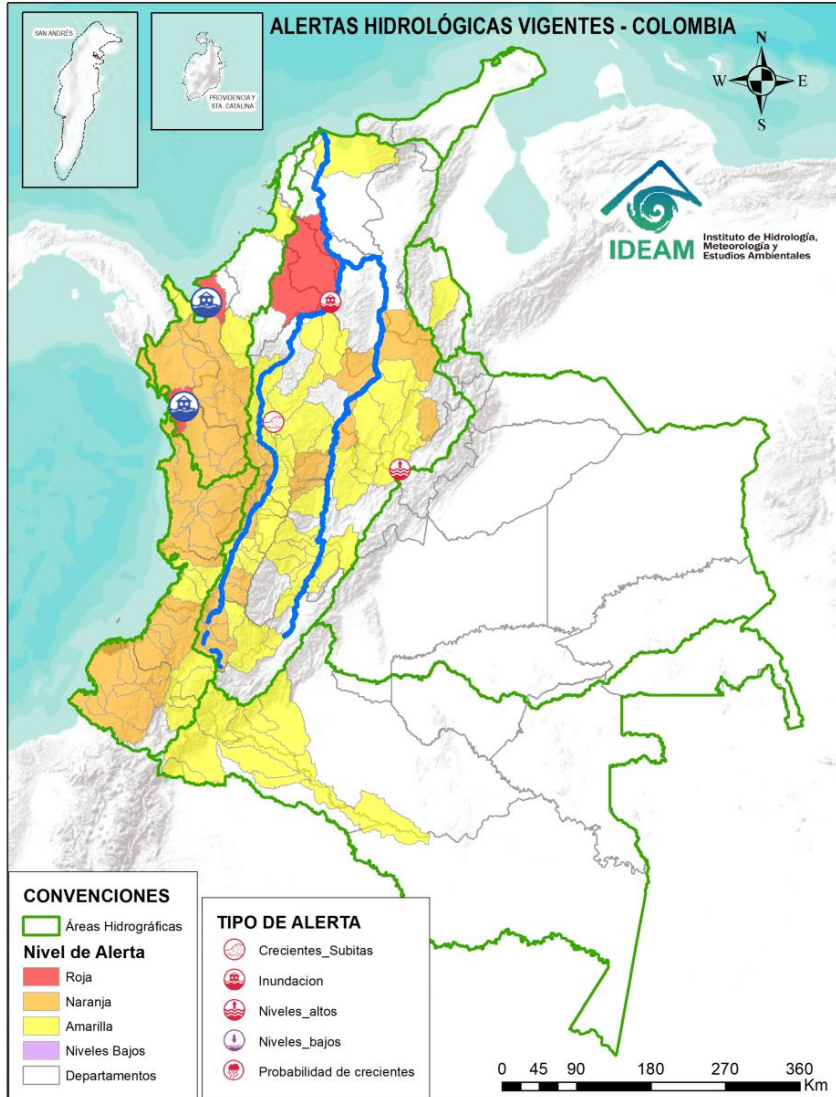 ALERTAS HIDROLÓGICAS VIGENTES - COLOMBIA
SAN ANDRÉS
PROVIDENCIA Y
STA. CATALINA
N
W
E
S
IDEAM
Instituto de Hidrología,
Meteorología y
Estudios Ambientales
CONVENCIONES
Áreas Hidrográficas
Nivel de Alerta
Roja
Naranja
Amarilla
Niveles Bajos
Departamentos
TIPO DE ALERTA
Crecientes_Subitas
Inundacion
Niveles_altos
Niveles_bajos
Probabilidad de crecientes
0 45 90 180 270 360
Km